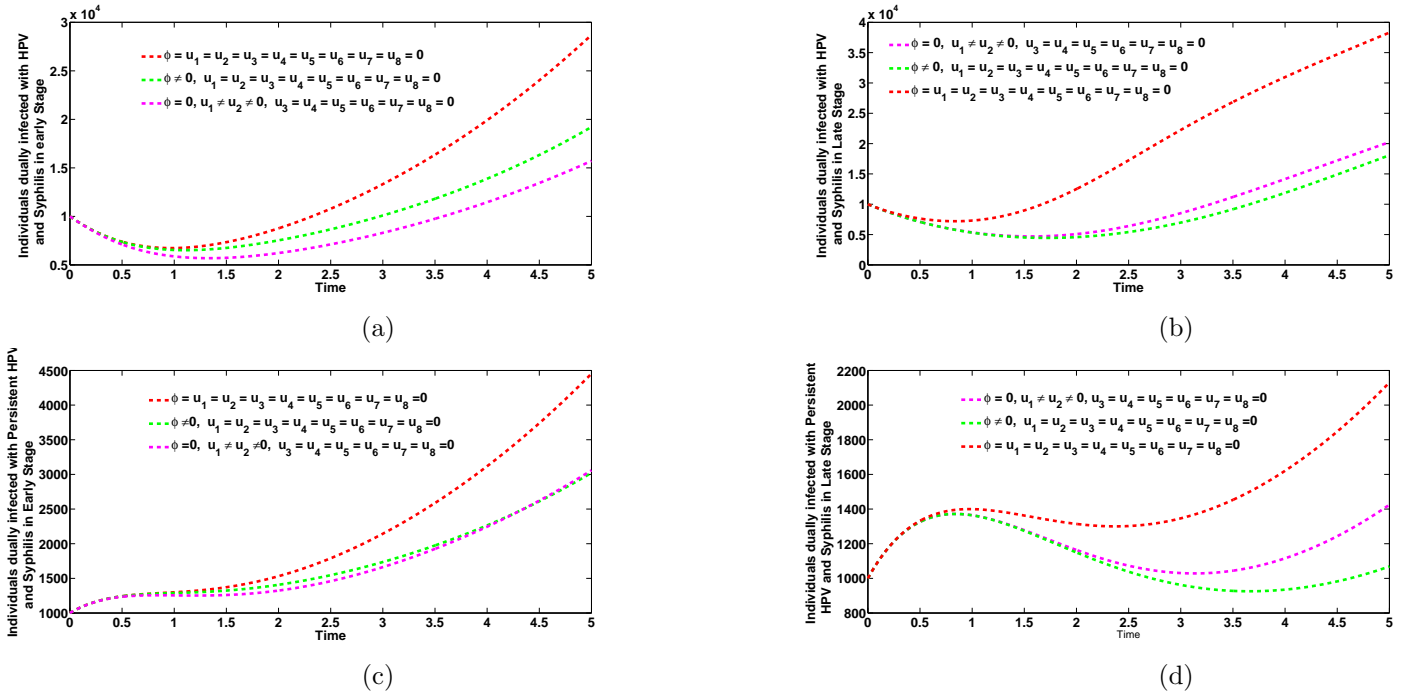 x 10⁴
3
2.5
2
1.5
1
0.5
Individuals dually infected with HPV
and Syphilis in early Stage
ϕ = u₁ = u₂ = u₃ = u₄ = u₅ = u₆ = u₇ = u₈ = 0
ϕ ≠ 0, u₁ = u₂ = u₃ = u₄ = u₅ = u₆ = u₇ = u₈ = 0
ϕ = 0, u₁ ≠ u₂ ≠ 0, u₃ = u₄ = u₅ = u₆ = u₇ = u₈ = 0
0 0.5 1 1.5 2 2.5 3 3.5 4 4.5 5
Time
(a)
x 10⁴
4
3.5
3
2.5
2
1.5
1
0.5
0
Individuals dually infected with HPV
and Syphilis in Late Stage
ϕ = 0, u₁ ≠ u₂ ≠ 0, u₃ = u₄ = u₅ = u₆ = u₇ = u₈ = 0
ϕ ≠ 0, u₁ = u₂ = u₃ = u₄ = u₅ = u₆ = u₇ = u₈ = 0
ϕ = u₁ = u₂ = u₃ = u₄ = u₅ = u₆ = u₇ = u₈ = 0
0 0.5 1 1.5 2 2.5 3 3.5 4 4.5 5
Time
(b)
4500
4000
3500
3000
2500
2000
1500
1000
Individuals dually infected with Persistent HPV
and Syphilis in Early Stage
ϕ = u₁ = u₂ = u₃ = u₄ = u₅ = u₆ = u₇ = u₈ =0
ϕ ≠0, u₁ = u₂ = u₃ = u₄ = u₅ = u₆ = u₇ = u₈ =0
ϕ =0, u₁ ≠ u₂ ≠0, u₃ = u₄ = u₅ = u₆ = u₇ = u₈ =0
0 0.5 1 1.5 2 2.5 3 3.5 4 4.5 5
Time
(c)
2200
2000
1800
1600
1400
1200
1000
800
Individuals dually infected with Persistent
HPV and Syphilis in Late Stage
ϕ = 0, u₁ ≠ u₂ ≠ 0, u₃ = u₄ = u₅ = u₆ = u₇ = u₈ =0
ϕ ≠ 0, u₁ = u₂ = u₃ = u₄ = u₅ = u₆ = u₇ = u₈ =0
ϕ = u₁ = u₂ = u₃ = u₄ = u₅ = u₆ = u₇ = u₈ =0
0 0.5 1 1.5 2 2.5 3 3.5 4 4.5 5
Time
(d)